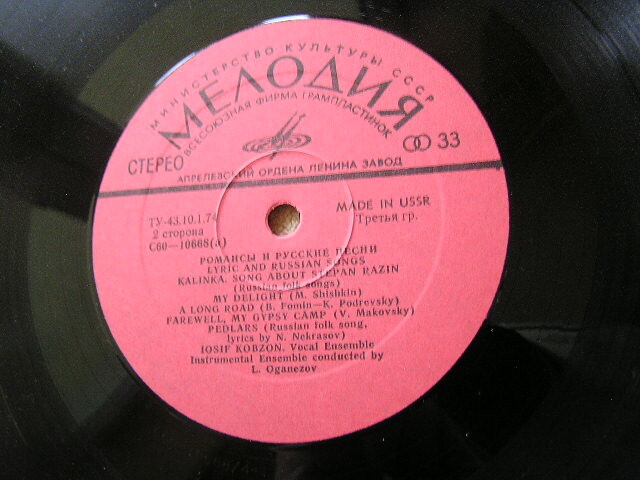 МИНИСТЕРСТВО КУЛЬТУРЫ СССР
МЕЛОДИЯ
ВСЕСОЮЗНАЯ ФИРМА ГРАМПЛАСТИНОК
СТЕРЕО
33
АПРЕЛЕВСКИЙ ОРДЕНА ЛЕНИНА ЗАВОД
ТУ-43.10.1.74
MADE IN USSR
2 сторона
Третья гр.
С60—10668(а)
РОМАНСЫ И РУССКИЕ ПЕСНИ
LYRIC AND RUSSIAN SONGS
KALINKA. SONG ABOUT STEPAN RAZIN
(Russian folk songs)
MY DELIGHT (M. Shishkin)
A LONG ROAD (B. Fomin—K. Podrevsky)
FAREWELL, MY GYPSY CAMP (V. Makovsky)
PEDLARS (Russian folk song,
lyrics by N. Nekrasov)
IOSIF KOBZON. Vocal Ensemble
Instrumental Ensemble conducted by
L. Oganezov